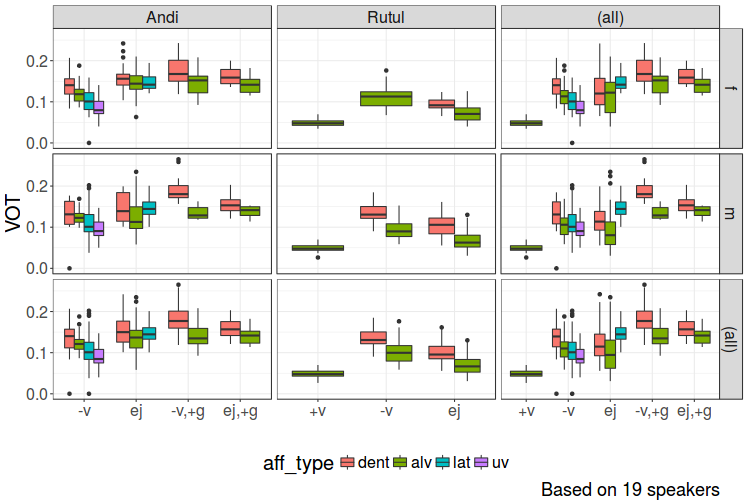 Andi Rutul (all)
0.2
0.1
0.0
f
0.2
0.1
0.0
m
0.2
0.1
0.0
(all)
VOT
-v ej -v,+g ej,+g +v -v ej +v -v ej -v,+g ej,+g
aff_type dent alv lat uv
Based on 19 speakers